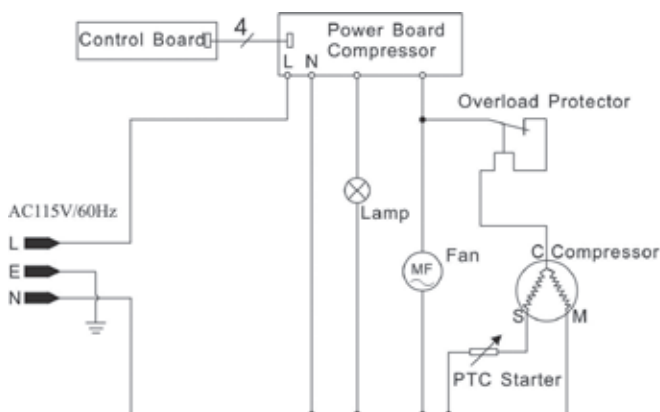 Control Board
4
Power Board
Compressor
L N
Overload Protector
AC115V/60Hz
Lamp
L
Fan
C Compressor
E
MF
N
S M
PTC Starter